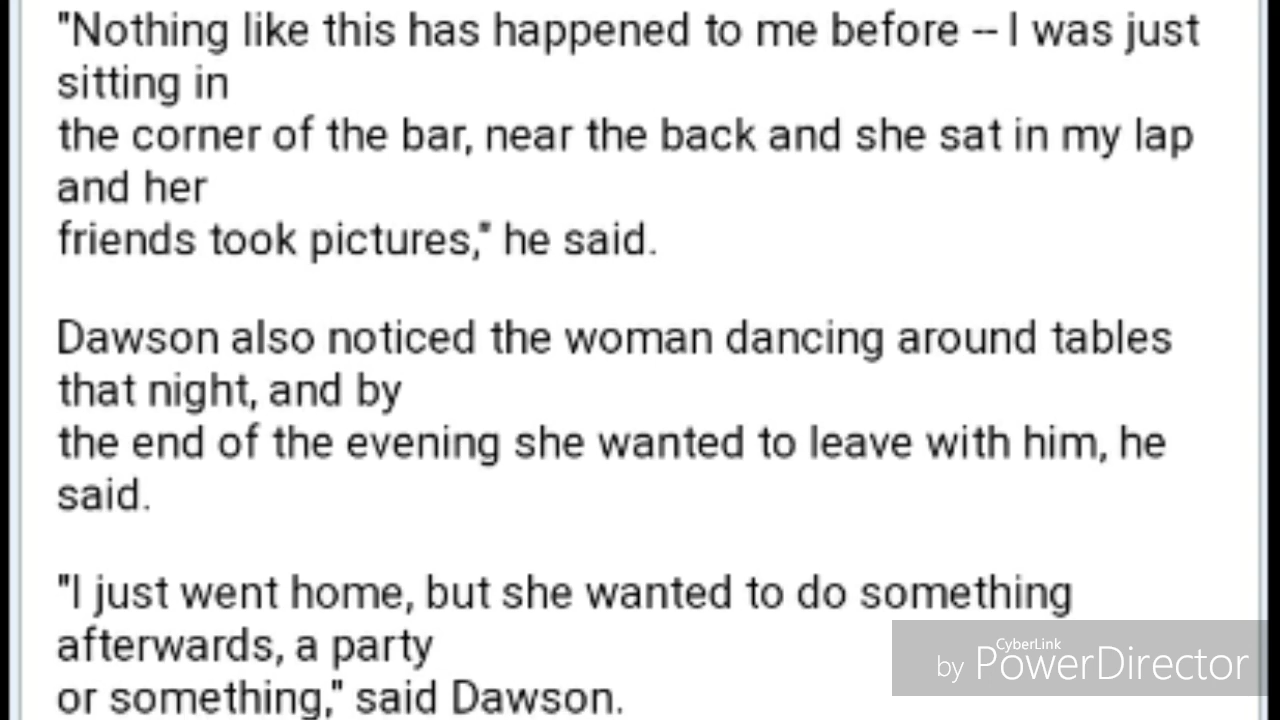 "Nothing like this has happened to me before -- I was just
sitting in
the corner of the bar, near the back and she sat in my lap
and her
friends took pictures," he said.
Dawson also noticed the woman dancing around tables
that night, and by
the end of the evening she wanted to leave with him, he
said.
"I just went home, but she wanted to do something
afterwards, a party
or something," said Dawson.
CyberLink
by PowerDirector